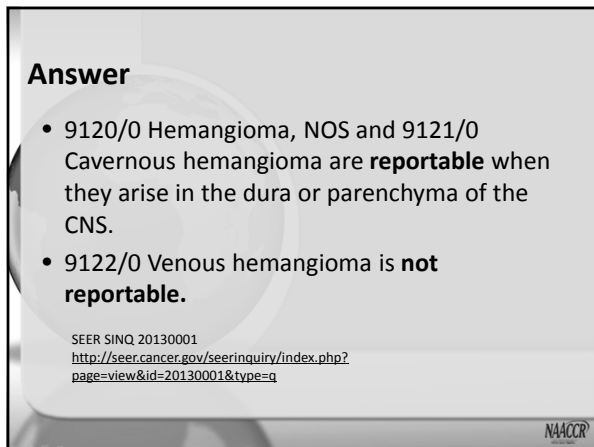 Answer
• 9120/0 Hemangioma, NOS and 9121/0
Cavernous hemangioma are reportable when
they arise in the dura or parenchyma of the
CNS.
• 9122/0 Venous hemangioma is not
reportable.
SEER SINQ 20130001
http://seer.cancer.gov/seerinquiry/index.php?
page=view&id=20130001&type=q
NAACCR